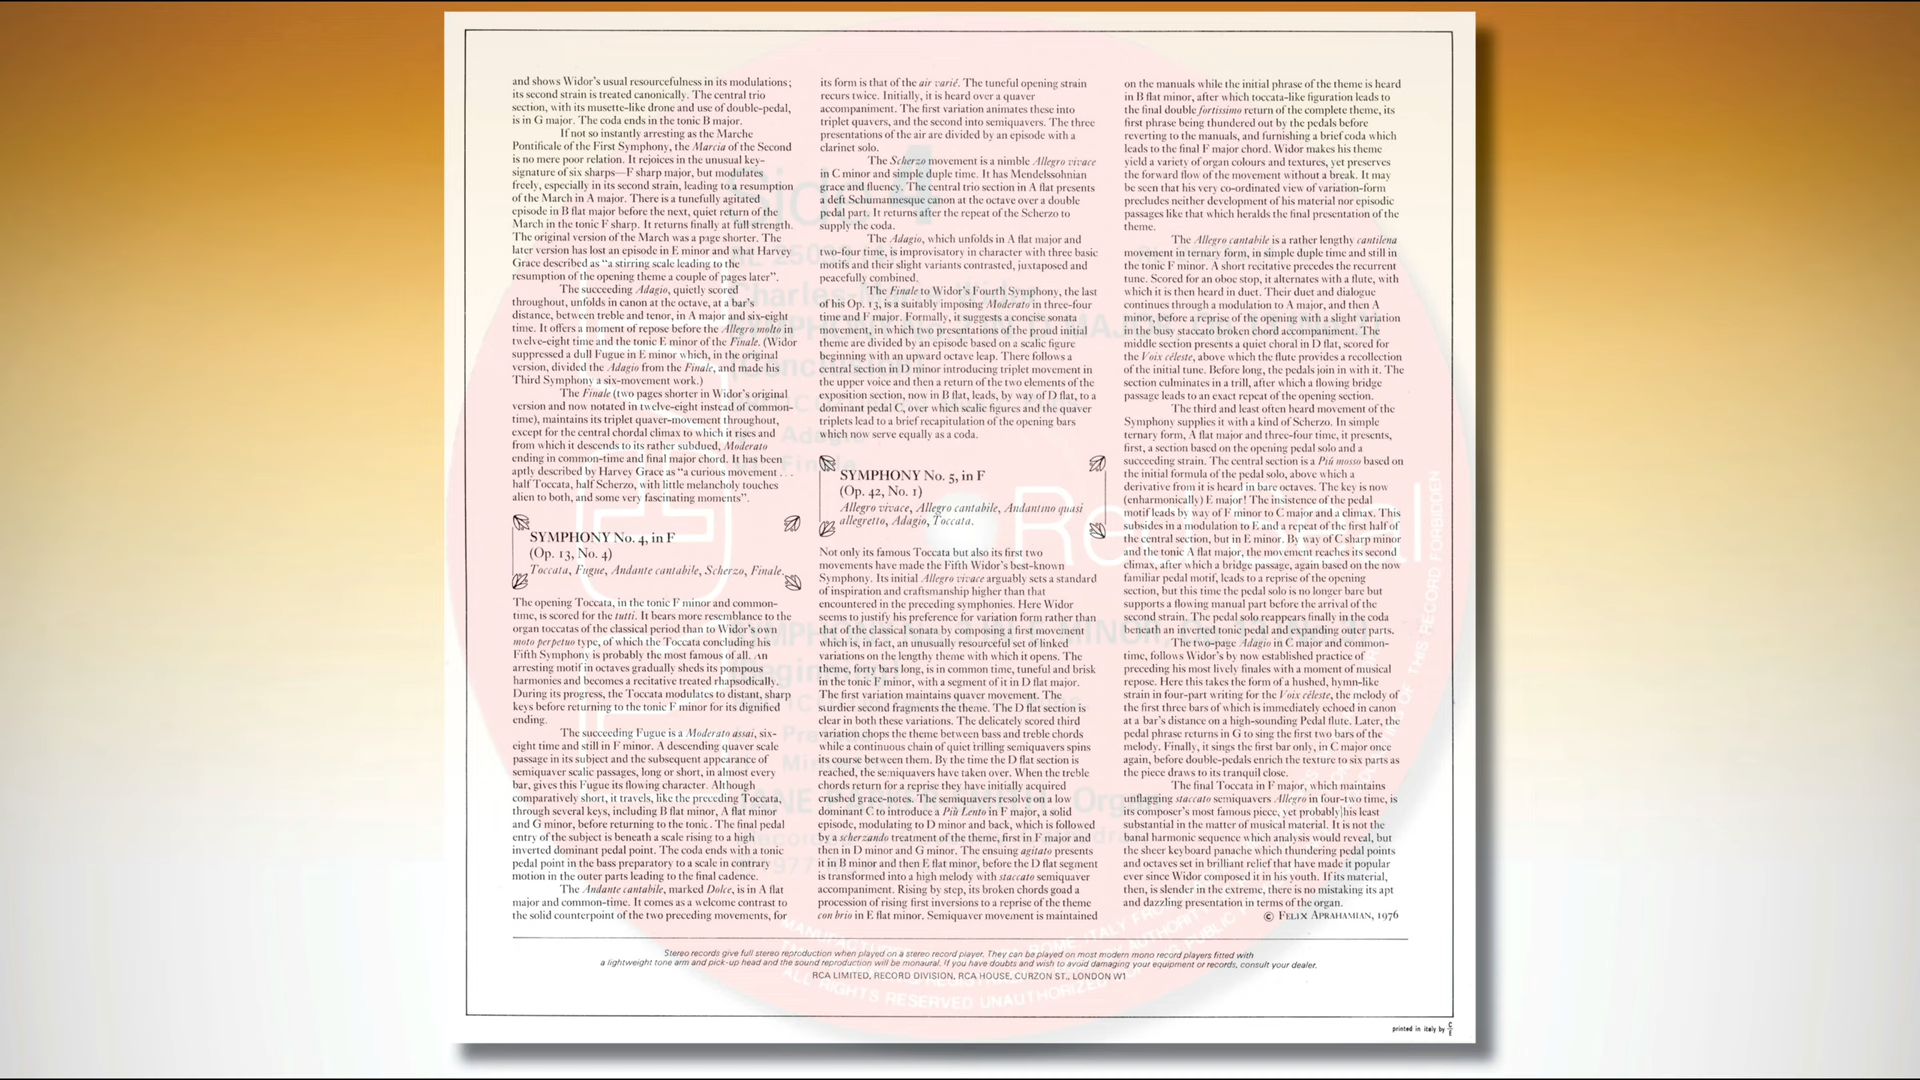 and shows Widor's usual resourcefulness in its modulations;
its second strain is treated canonically. The central trio
section, with its musette-like drone and use of double-pedal,
is in G major. The coda ends in the tonic B major.
If not so instantly arresting as the Marche
Pontificale of the First Symphony, the Marcia of the Second
is no mere poor relation. It rejoices in the unusual key-
signature of six sharps—F sharp major, but modulates
freely, especially in its second strain, leading to a resumption
of the March in A major. There is a tunefully agitated
episode in B flat major before the next, quiet return of the
March in the tonic F sharp. It returns finally at full strength.
The original version of the March was a page shorter. The
later version has lost an episode in E minor and what Harvey
Grace described as "a stirring scale leading to the
resumption of the opening theme a couple of pages later".
The succeeding Adagio, quietly scored
throughout, unfolds in canon at the octave, at a bar's
distance, between treble and tenor, in A major and six-eight
time. It offers a moment of repose before the Allegro molto in
twelve-eight time and the tonic E minor of the Finale. (Widor
suppressed a dull Fugue in E minor which, in the original
version, divided the Adagio from the Finale, and made his
Third Symphony a six-movement work.)
The Finale (two pages shorter in Widor's original
version and now notated in twelve-eight instead of common-
time), maintains its triplet quaver-movement throughout,
except for the central chordal climax to which it rises and
from which it descends to its rather subdued, Moderato
ending in common-time and final major chord. It has been
aptly described by Harvey Grace as "a curious movement . . .
half Toccata, half Scherzo, with little melancholy touches
alien to both, and some very fascinating moments".
SYMPHONY No. 4, in F
(Op. 13, No. 4)
Toccata, Fugue, Andante cantabile, Scherzo, Finale.
The opening Toccata, in the tonic F minor and common-
time, is scored for the tutti. It bears more resemblance to the
organ toccatas of the classical period than to Widor's own
moto perpetuo type, of which the Toccata concluding his
Fifth Symphony is probably the most famous of all. An
arresting motif in octaves gradually sheds its pompous
harmonies and becomes a recitative treated rhapsodically.
During its progress, the Toccata modulates to distant, sharp
keys before returning to the tonic F minor for its dignified
ending.
The succeeding Fugue is a Moderato assai, six-
eight time and still in F minor. A descending quaver scale
passage in its subject and the subsequent appearance of
semiquaver scalic passages, long or short, in almost every
bar, gives this Fugue its flowing character. Although
comparatively short, it travels, like the preceding Toccata,
through several keys, including B flat minor, A flat minor
and G minor, before returning to the tonic. The final pedal
entry of the subject is beneath a scale rising to a high
inverted dominant pedal point. The coda ends with a tonic
pedal point in the bass preparatory to a scale in contrary
motion in the outer parts leading to the final cadence.
The Andante cantabile, marked Dolce, is in A flat
major and common-time. It comes as a welcome contrast to
the solid counterpoint of the two preceding movements, for
its form is that of the air varié. The tuneful opening strain
recurs twice. Initially, it is heard over a quaver
accompaniment. The first variation animates these into
triplet quavers, and the second into semiquavers. The three
presentations of the air are divided by an episode with a
clarinet solo.
The Scherzo movement is a nimble Allegro vivace
in C minor and simple duple time. It has Mendelssohnian
grace and fluency. The central trio section in A flat presents
a deft Schumannesque canon at the octave over a double
pedal part. It returns after the repeat of the Scherzo to
supply the coda.
The Adagio, which unfolds in A flat major and
two-four time, is improvisatory in character with three basic
motifs and their slight variants contrasted, juxtaposed and
peacefully combined.
The Finale to Widor's Fourth Symphony, the last
of his Op. 13, is a suitably imposing Moderato in three-four
time and F major. Formally, it suggests a concise sonata
movement, in which two presentations of the proud initial
theme are divided by an episode based on a scalic figure
beginning with an upward octave leap. There follows a
central section in D minor introducing triplet movement in
the upper voice and then a return of the two elements of the
exposition section, now in B flat, leads, by way of D flat, to a
dominant pedal C, over which scalic figures and the quaver
triplets lead to a brief recapitulation of the opening bars
which now serve equally as a coda.
SYMPHONY No. 5, in F
(Op. 42, No. 1)
Allegro vivace, Allegro cantabile, Andantino quasi
allegretto, Adagio, Toccata.
Not only its famous Toccata but also its first two
movements have made the Fifth Widor's best-known
Symphony. Its initial Allegro vivace arguably sets a standard
of inspiration and craftsmanship higher than that
encountered in the preceding symphonies. Here Widor
seems to justify his preference for variation form rather than
that of the classical sonata by composing a first movement
which is, in fact, an unusually resourceful set of linked
variations on the lengthy theme with which it opens. The
theme, forty bars long, is in common time, tuneful and brisk
in the tonic F minor, with a segment of it in D flat major.
The first variation maintains quaver movement. The
sturdier second fragments the theme. The D flat section is
clear in both these variations. The delicately scored third
variation chops the theme between bass and treble chords
while a continuous chain of quiet trilling semiquavers spins
its course between them. By the time the D flat section is
reached, the semiquavers have taken over. When the treble
chords return for a reprise they have initially acquired
crushed grace-notes. The semiquavers resolve on a low
dominant C to introduce a Più Lento in F major, a solid
episode, modulating to D minor and back, which is followed
by a scherzando treatment of the theme, first in F major and
then in D minor and G minor. The ensuing agitato presents
it in B minor and then E flat minor, before the D flat segment
is transformed into a high melody with staccato semiquaver
accompaniment. Rising by step, its broken chords goad a
procession of rising first inversions to a reprise of the theme
con brio in E flat minor. Semiquaver movement is maintained
on the manuals while the initial phrase of the theme is heard
in B flat minor, after which toccata-like figuration leads to
the final double fortissimo return of the complete theme, its
first phrase being thundered out by the pedals before
reverting to the manuals, and furnishing a brief coda which
leads to the final F major chord. Widor makes his theme
yield a variety of organ colours and textures, yet preserves
the forward flow of the movement without a break. It may
be seen that his very co-ordinated view of variation-form
precludes neither development of his material nor episodic
passages like that which heralds the final presentation of the
theme.
The Allegro cantabile is a rather lengthy cantilena
movement in ternary form, in simple duple time and still in
the tonic F minor. A short recitative precedes the recurrent
tune. Scored for an oboe stop, it alternates with a flute, with
which it is then heard in duet. Their duet and dialogue
continues through a modulation to A major, and then A
minor, before a reprise of the opening with a slight variation
in the busy staccato broken chord accompaniment. The
middle section presents a quiet choral in D flat, scored for
the Voix céleste, above which the flute provides a recollection
of the initial tune. Before long, the pedals join in with it. The
section culminates in a trill, after which a flowing bridge
passage leads to an exact repeat of the opening section.
The third and least often heard movement of the
Symphony supplies it with a kind of Scherzo. In simple
ternary form, A flat major and three-four time, it presents,
first, a section based on the opening pedal solo and a
succeeding strain. The central section is a Più mosso based on
the initial formula of the pedal solo, above which a
derivative from it is heard in bare octaves. The key is now
(enharmonically) E major! The insistence of the pedal
motif leads by way of F minor to C major and a climax. This
subsides in a modulation to E and a repeat of the first half of
the central section, but in E minor. By way of C sharp minor
and the tonic A flat major, the movement reaches its second
climax, after which a bridge passage, again based on the now
familiar pedal motif, leads to a reprise of the opening
section, but this time the pedal solo is no longer bare but
supports a flowing manual part before the arrival of the
second strain. The pedal solo reappears finally in the coda
beneath an inverted tonic pedal and expanding outer parts.
The two-page Adagio in C major and common-
time, follows Widor's by now established practice of
preceding his most lively finales with a moment of musical
repose. Here this takes the form of a hushed, hymn-like
strain in four-part writing for the Voix céleste, the melody of
the first three bars of which is immediately echoed in canon
at a bar's distance on a high-sounding Pedal flute. Later, the
pedal phrase returns in G to sing the first two bars of the
melody. Finally, it sings the first bar only, in C major once
again, before double-pedals enrich the texture to six parts as
the piece draws to its tranquil close.
The final Toccata in F major, which maintains
unflagging staccato semiquavers Allegro in four-two time, is
its composer's most famous piece, yet probably his least
substantial in the matter of musical material. It is not the
banal harmonic sequence which analysis would reveal, but
the sheer keyboard panache which thundering pedal points
and octaves set in brilliant relief that have made it popular
ever since Widor composed it in his youth. If its material,
then, is slender in the extreme, there is no mistaking its apt
and dazzling presentation in terms of the organ.
© FELIX APRAHAMIAN, 1976
Stereo records give full stereo reproduction when played on a stereo record player. They can be played on most modern mono record players fitted with
a lightweight tone arm and pick-up head and the sound reproduction will be monaural. If you have doubts and wish to avoid damaging your equipment or records, consult your dealer.
RCA LIMITED, RECORD DIVISION, RCA HOUSE, CURZON ST., LONDON W1
printed in italy by
Side 4
Red Seal